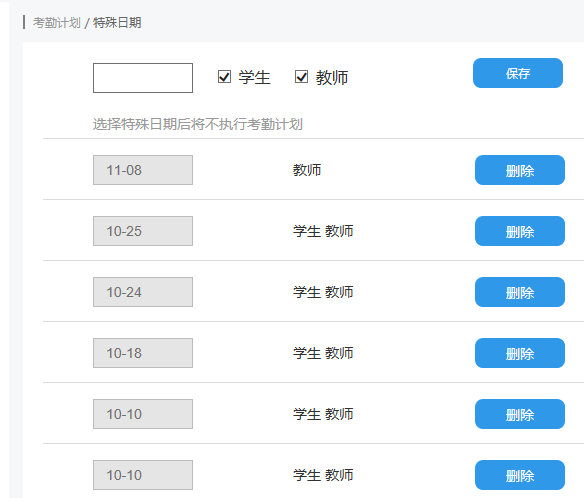 考勤计划 / 特殊日期
学生 教师 保存
选择特殊日期后将不执行考勤计划
11-08 教师 删除
10-25 学生 教师 删除
10-24 学生 教师 删除
10-18 学生 教师 删除
10-10 学生 教师 删除
10-10 学生 教师 删除